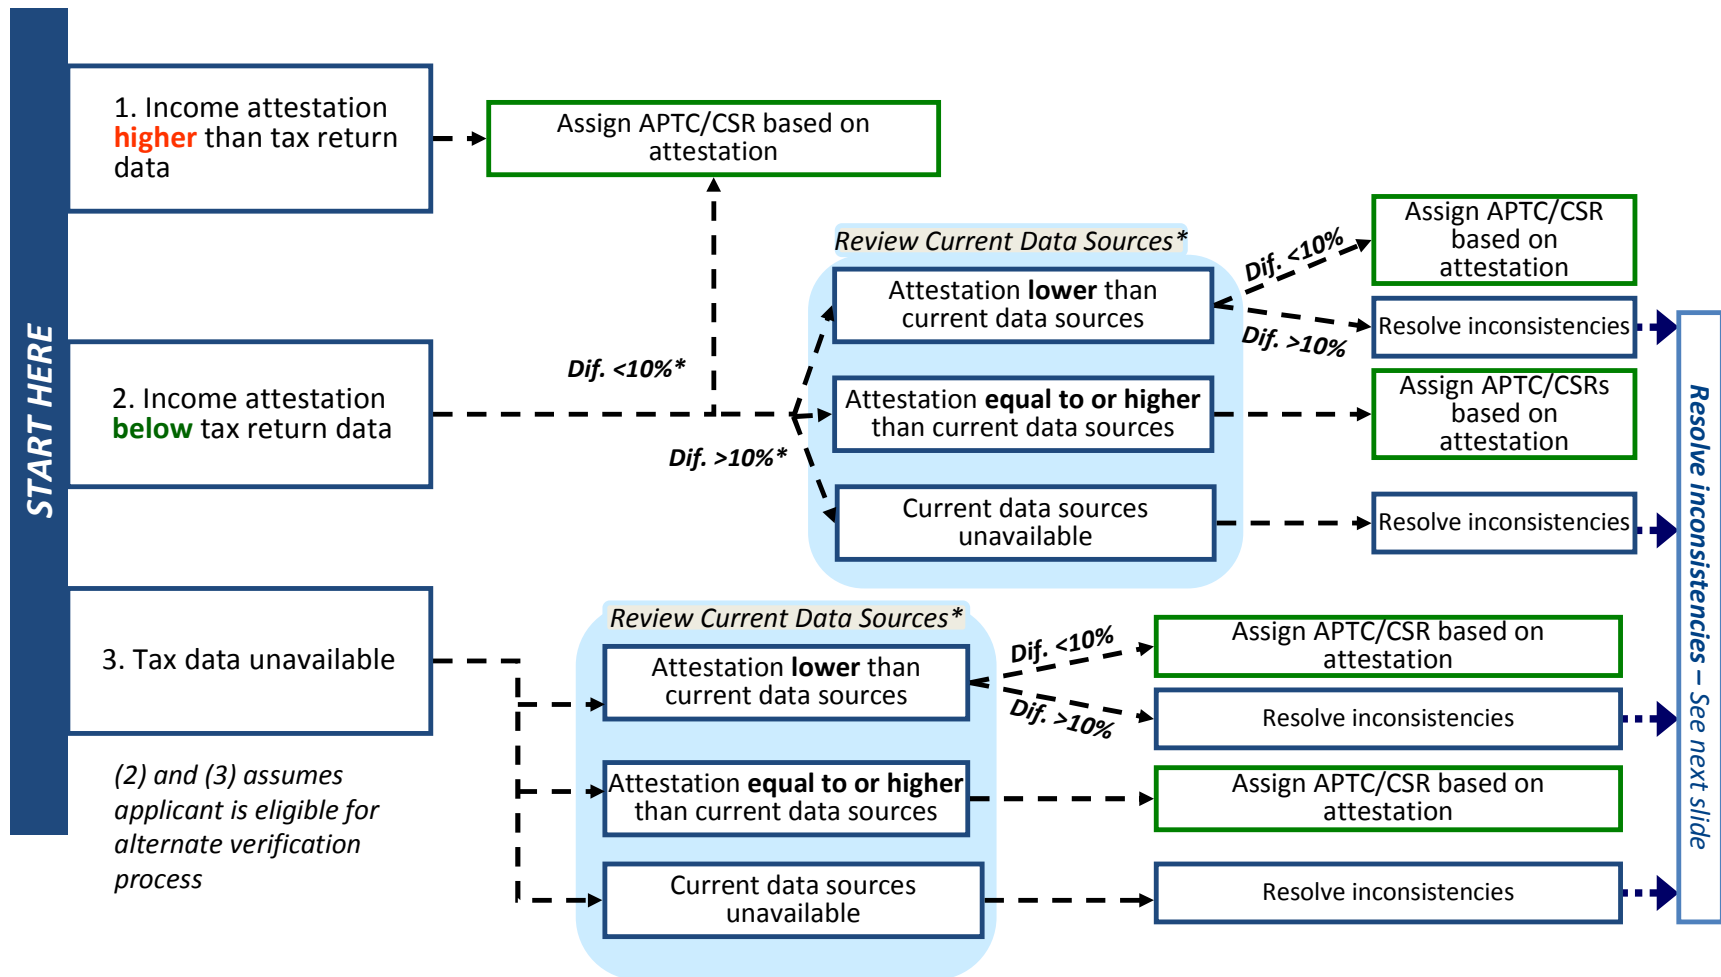 START HERE
1. Income attestation
higher than tax return
data
Assign APTC/CSR based on
attestation
2. Income attestation
below tax return data
Dif. <10%*
Dif. >10%*
Review Current Data Sources*
Attestation lower than
current data sources
Dif. <10%
Dif. >10%
Assign APTC/CSR
based on
attestation
Resolve inconsistencies
Attestation equal to or higher
than current data sources
Assign APTC/CSRs
based on
attestation
Current data sources
unavailable
Resolve inconsistencies
3. Tax data unavailable
(2) and (3) assumes
applicant is eligible for
alternate verification
process
Review Current Data Sources*
Attestation lower than
current data sources
Dif. <10%
Dif. >10%
Assign APTC/CSR based on
attestation
Resolve inconsistencies
Attestation equal to or higher
than current data sources
Assign APTC/CSR based on
attestation
Current data sources
unavailable
Resolve inconsistencies
Resolve inconsistencies – See next slide